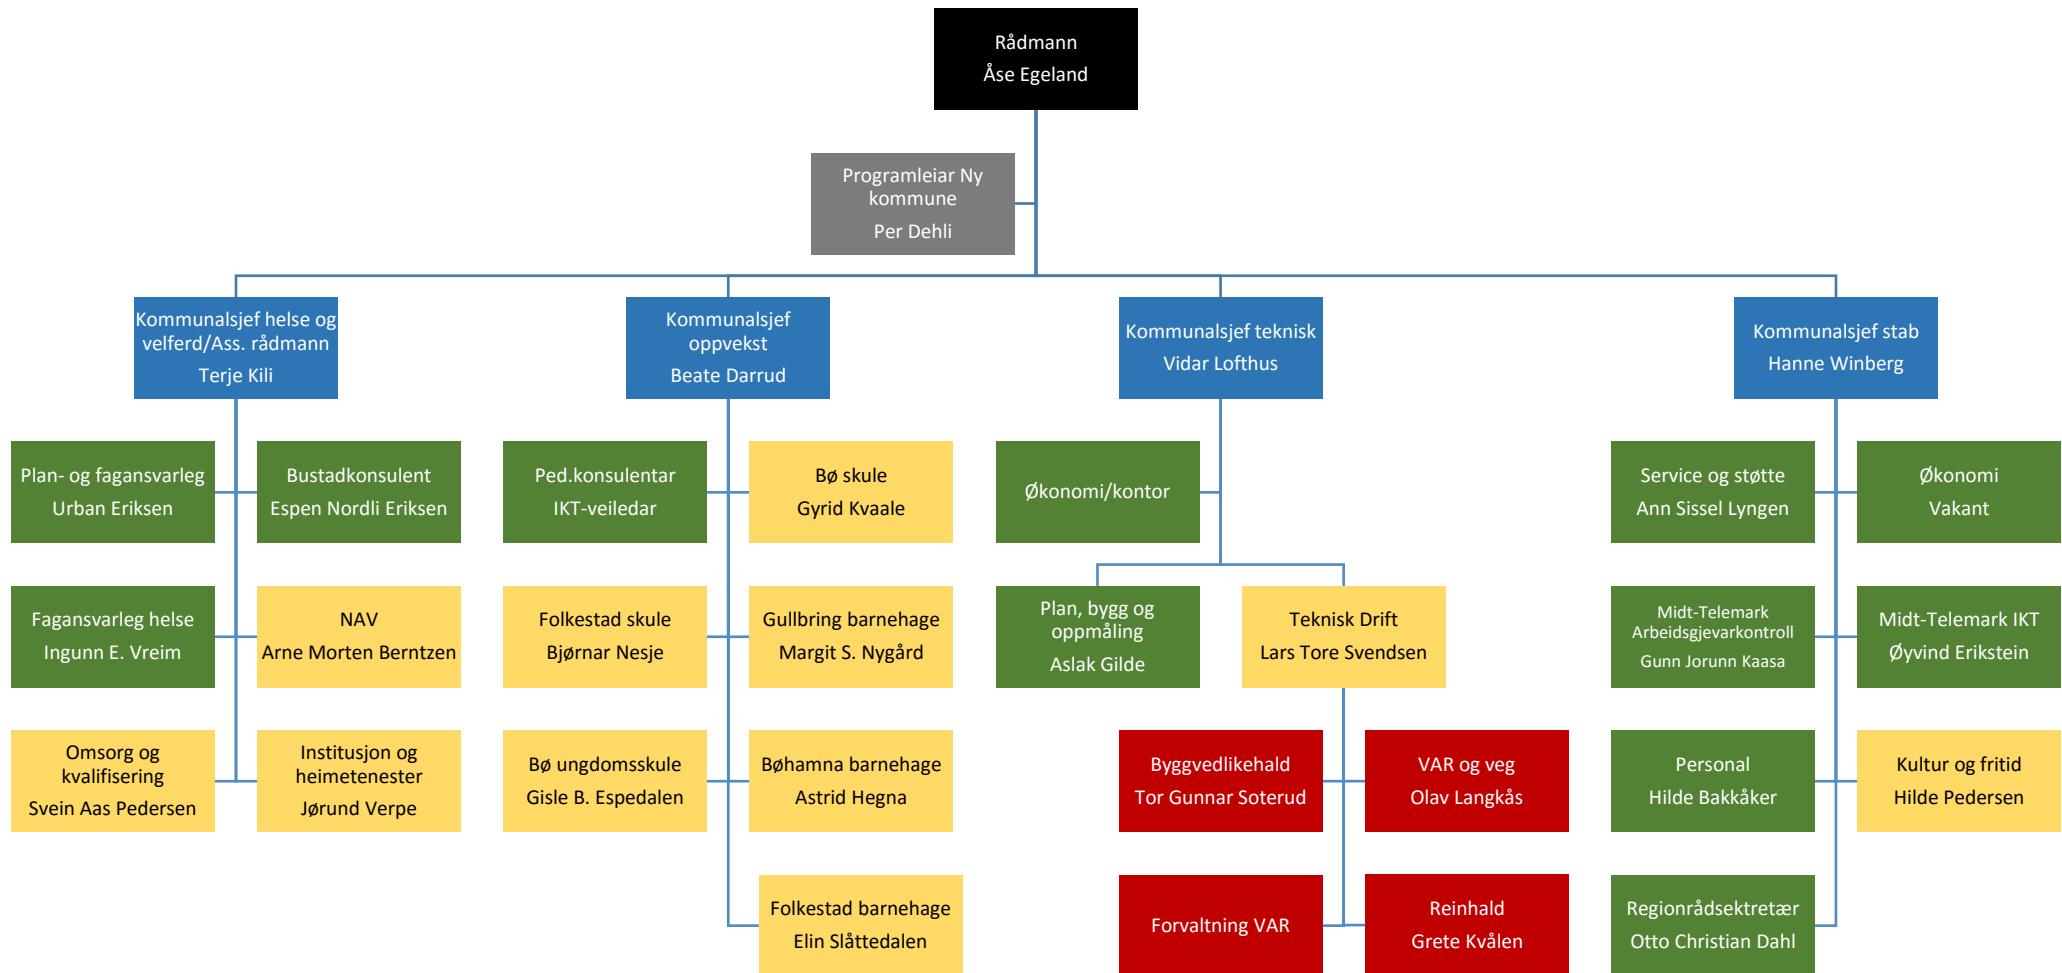 Rådmann
Åse Egeland
Programleiar Ny
kommune
Per Dehli
Kommunalsjef helse og
velferd/Ass. rådmann
Terje Kili
Kommunalsjef
oppvekst
Beate Darrud
Kommunalsjef teknisk
Vidar Lofthus
Kommunalsjef stab
Hanne Winberg
Plan- og fagansvarleg
Urban Eriksen
Bustadkonsulent
Espen Nordli Eriksen
Ped.konsulentar
IKT-veiledar
Bø skule
Gyrid Kvaale
Økonomi/kontor
Service og støtte
Ann Sissel Lyngen
Økonomi
Vakant
Fagansvarleg helse
Ingunn E. Vreim
NAV
Arne Morten Berntzen
Folkestad skule
Bjørnar Nesje
Gullbring barnehage
Margit S. Nygård
Plan, bygg og
oppmåling
Aslak Gilde
Teknisk Drift
Lars Tore Svendsen
Midt-Telemark
Arbeidsgjevarkontroll
Gunn Jorunn Kaasa
Midt-Telemark IKT
Øyvind Erikstein
Omsorg og
kvalifisering
Svein Aas Pedersen
Institusjon og
heimetenester
Jørund Verpe
Bø ungdomsskule
Gisle B. Espedalen
Bøhamna barnehage
Astrid Hegna
Byggvedlikehald
Tor Gunnar Soterud
VAR og veg
Olav Langkås
Personal
Hilde Bakkåker
Kultur og fritid
Hilde Pedersen
Folkestad barnehage
Elin Slåttedalen
Forvaltning VAR
Reinhald
Grete Kvålen
Regionrådsektretær
Otto Christian Dahl